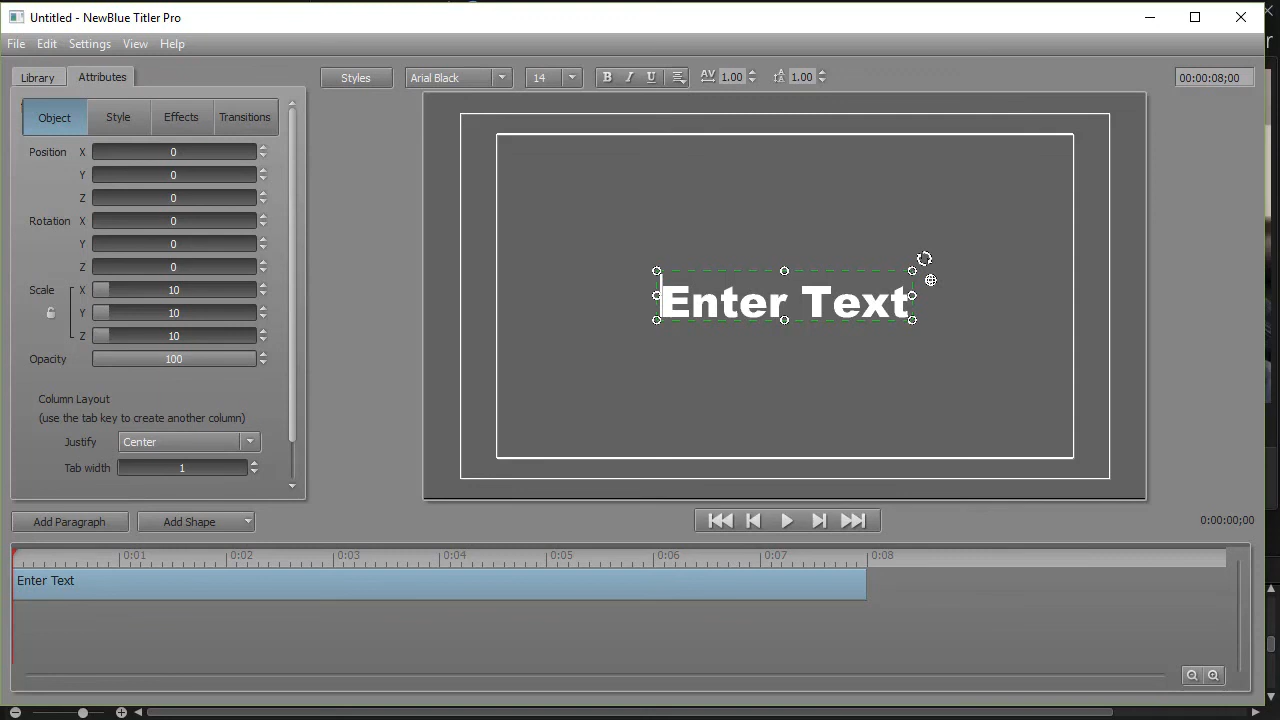 Untitled - NewBlue Titler Pro
File Edit Settings View Help
Library Attributes Styles Arial Black 14 B I U AV 1.00 A 1.00 00:00:08;00
Object Style Effects Transitions
Position X 0
Y 0
Z 0
Rotation X 0
Y 0
Z 0
Scale X 10
Y 10
Z 10
Opacity 100
Column Layout
(use the tab key to create another column)
Justify Center
Tab width 1
Enter Text
Add Paragraph Add Shape 0:00:00;00
0:01 0:02 0:03 0:04 0:05 0:06 0:07 0:08
Enter Text